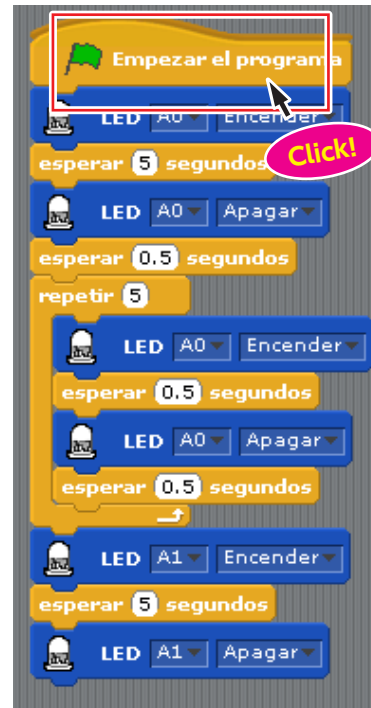 Empezar el programa
LED A0 Encender
Click!
esperar 5 segundos
LED A0 Apagar
esperar 0.5 segundos
repetir 5
LED A0 Encender
esperar 0.5 segundos
LED A0 Apagar
esperar 0.5 segundos
LED A1 Encender
esperar 5 segundos
LED A1 Apagar